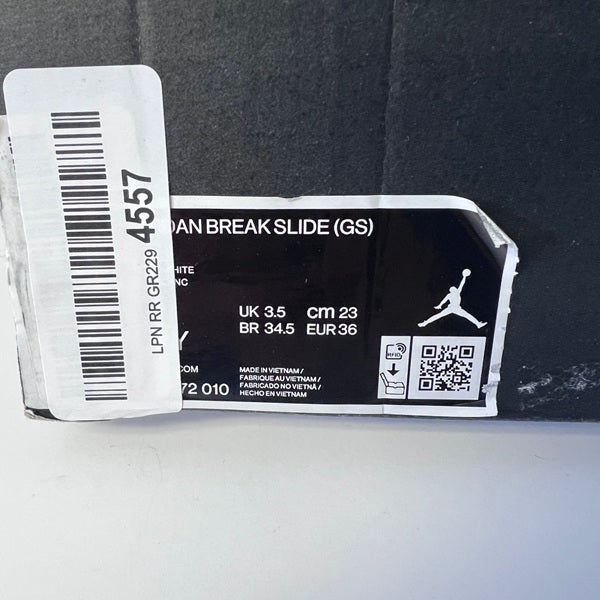 LPN RR GR229 4557
DAN BREAK SLIDE (GS)
HITE
NC
UK 3.5 cm 23
BR 34.5 EUR 36
Y
.COM
72 010
MADE IN VIETNAM /
FABRIQUE AU VIETNAM /
FABRICADO NO VIETNÃ /
HECHO EN VIETNAM
RFID